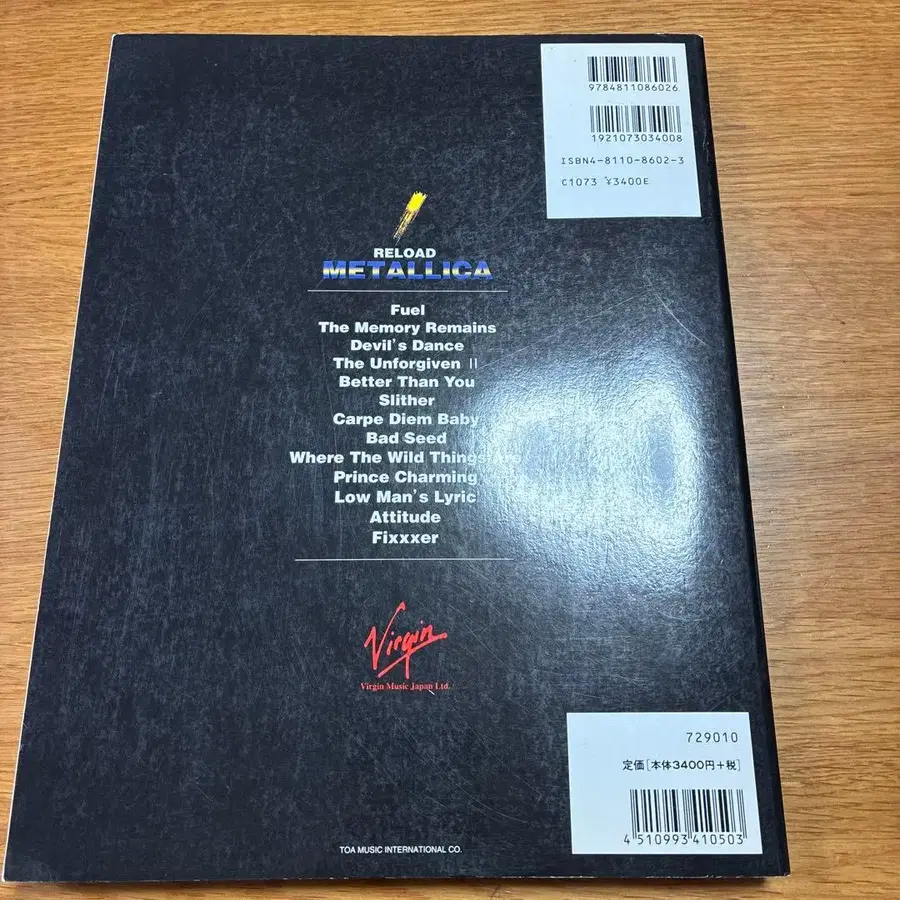 9784811086026
1921073034008
ISBN4-8110-8602-3
C1073 ¥3400E
RELOAD
METALLICA
Fuel
The Memory Remains
Devil's Dance
The Unforgiven II
Better Than You
Slither
Carpe Diem Baby
Bad Seed
Where The Wild Things Are
Prince Charming
Low Man's Lyric
Attitude
Fixxxer
Virgin
Virgin Music Japan Ltd.
729010
定価[本体3400円+税]
4510993410503
TOA MUSIC INTERNATIONAL CO.